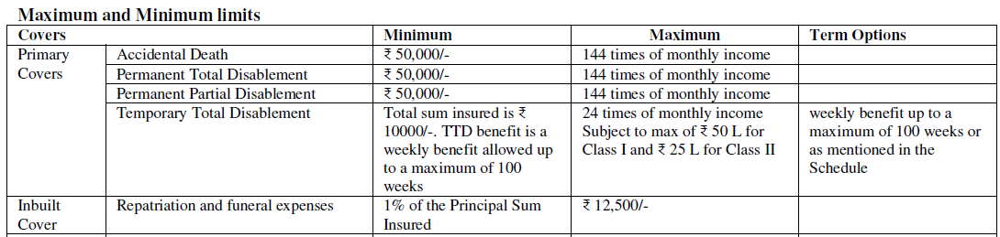 Maximum and Minimum limits
Covers Minimum Maximum Term Options
Primary Covers
Accidental Death ₹ 50,000/- 144 times of monthly income
Permanent Total Disablement ₹ 50,000/- 144 times of monthly income
Permanent Partial Disablement ₹ 50,000/- 144 times of monthly income
Temporary Total Disablement
Total sum insured is ₹
10000/-. TTD benefit is a
weekly benefit allowed up
to a maximum of 100
weeks
24 times of monthly income
Subject to max of ₹ 50 L for
Class I and ₹ 25 L for Class II
weekly benefit up to a
maximum of 100 weeks or
as mentioned in the
Schedule
Inbuilt
Cover
Repatriation and funeral expenses
1% of the Principal Sum
Insured
₹ 12,500/-